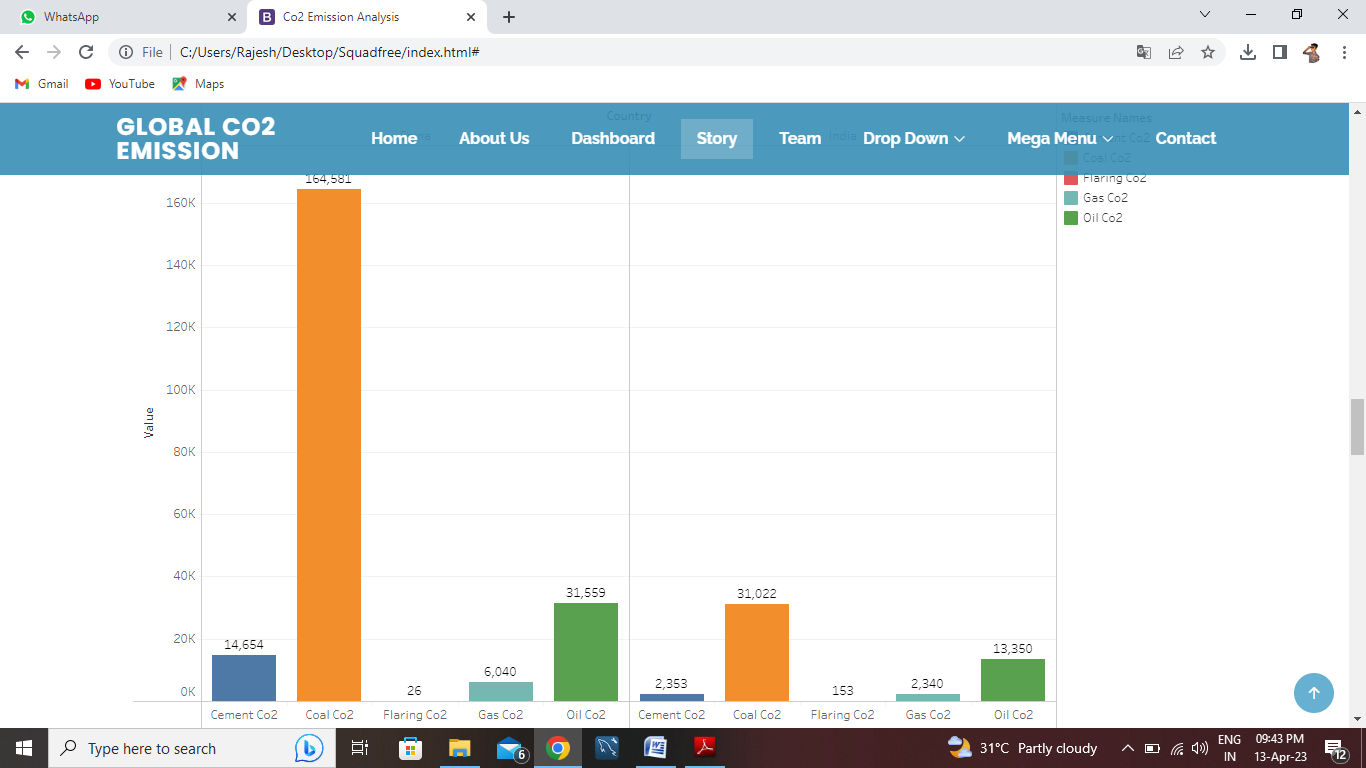 WhatsApp
Co2 Emission Analysis
File C:/Users/Rajesh/Desktop/Squadfree/index.html#
Gmail YouTube Maps
GLOBAL CO2
EMISSION
Home About Us Dashboard Story Team Drop Down Mega Menu Contact
Country
India
Measure Names
Coal Co2
Flaring Co2
Gas Co2
Oil Co2
Value
160K
140K
120K
100K
80K
60K
40K
20K
0K
14,654 164,581 26 6,040 31,559 2,353 31,022 153 2,340 13,350
Cement Co2 Coal Co2 Flaring Co2 Gas Co2 Oil Co2 Cement Co2 Coal Co2 Flaring Co2 Gas Co2 Oil Co2
Type here to search
6
31°C Partly cloudy
ENG
IN
09:43 PM
13-Apr-23
12